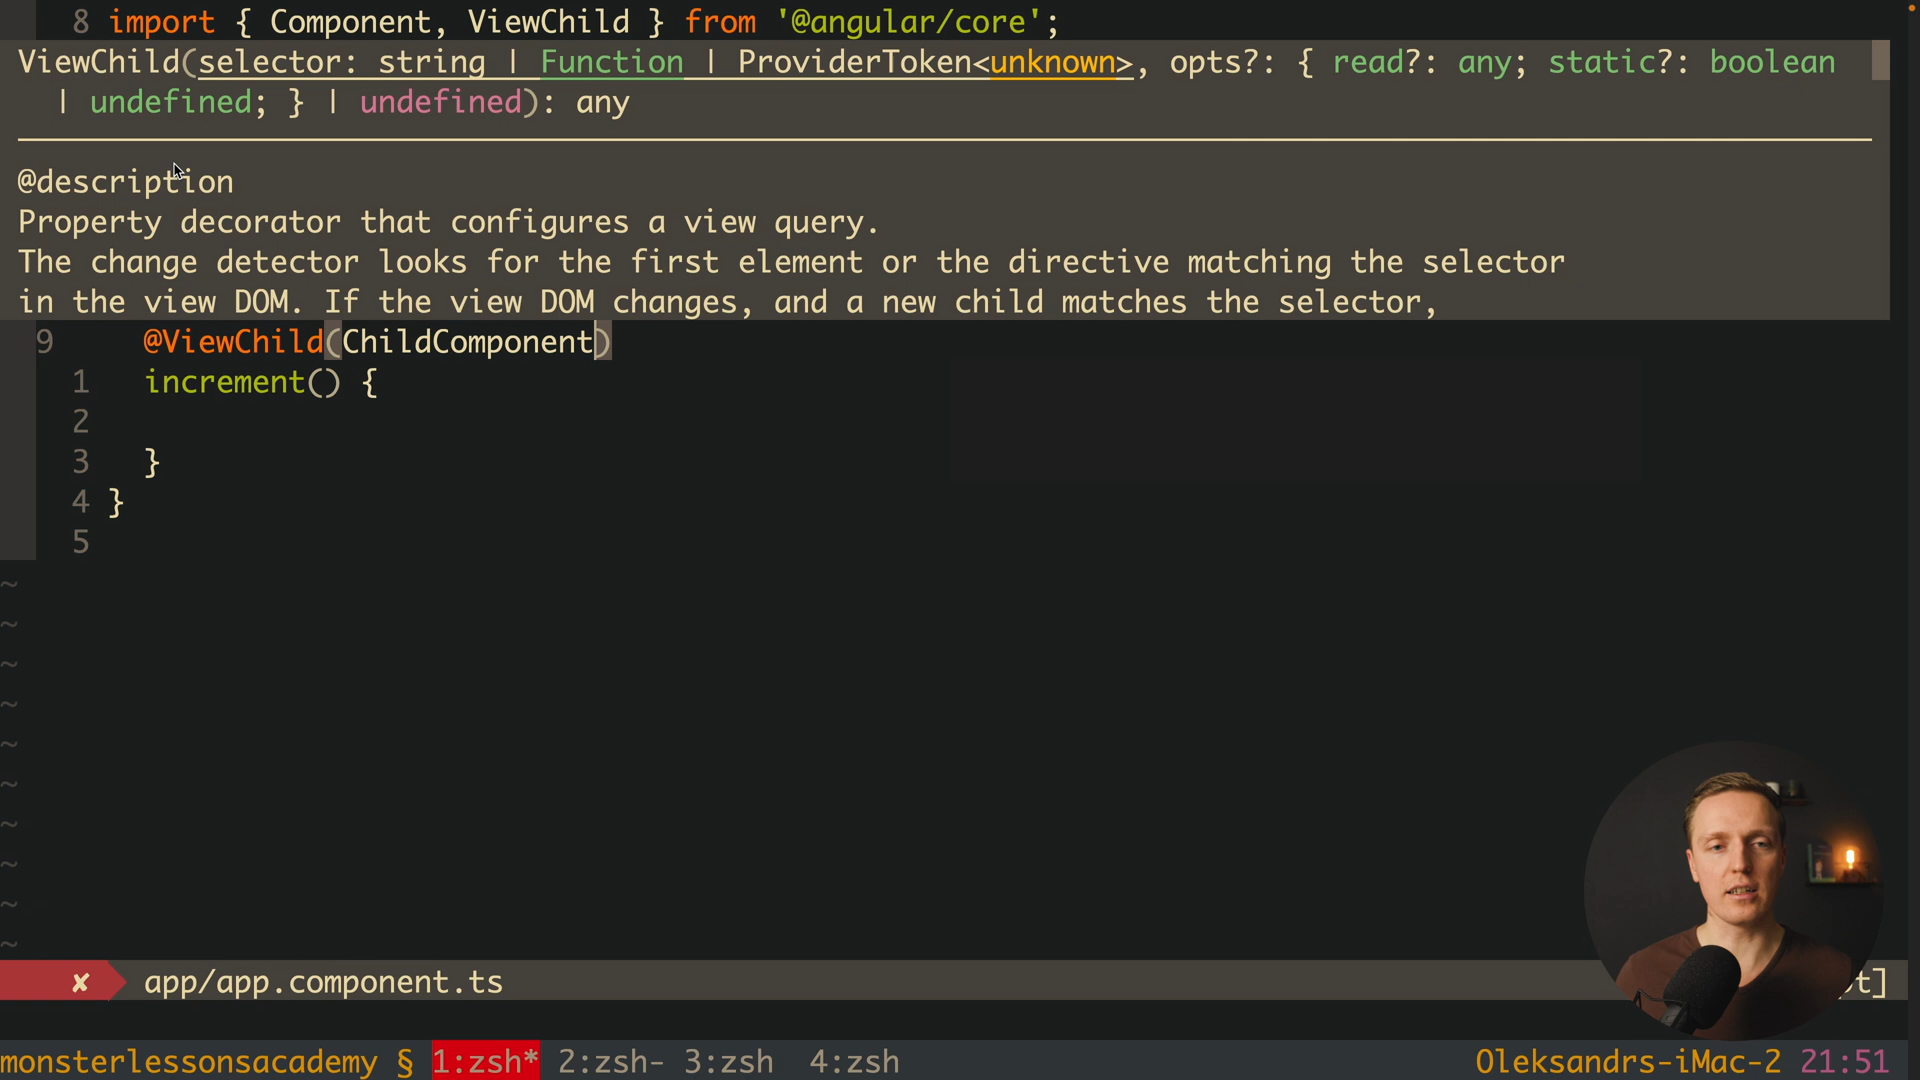 8 import { Component, ViewChild } from '@angular/core';
ViewChild(selector: string | Function | ProviderToken<unknown>, opts?: { read?: any; static?: boolean
| undefined; } | undefined): any
@description
Property decorator that configures a view query.
The change detector looks for the first element or the directive matching the selector
in the view DOM. If the view DOM changes, and a new child matches the selector,
9 @ViewChild(ChildComponent)
1 increment() {
2
3 }
4 }
5
~
~
~
~
~
~
~
~
~
~
✘ app/app.component.ts
monsterlessonsacademy § 1:zsh* 2:zsh- 3:zsh 4:zsh Oleksandrs-iMac-2 21:51